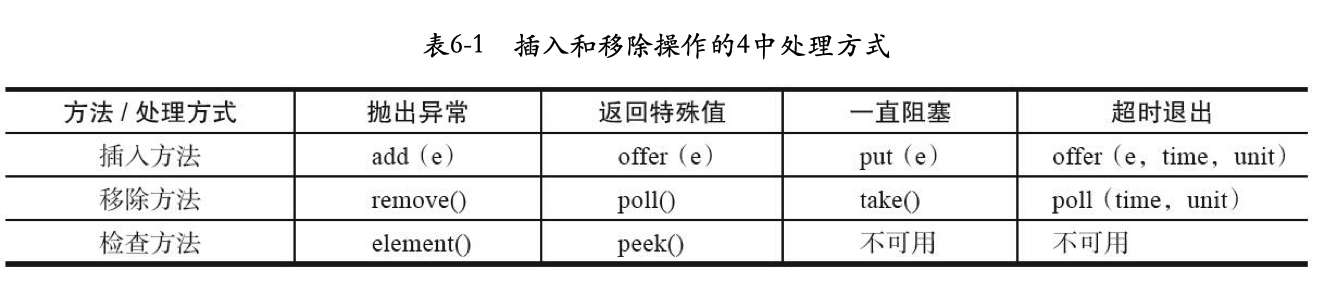 表6-1 插入和移除操作的4中处理方式
方法 / 处理方式 抛出异常 返回特殊值 一直阻塞 超时退出
插入方法 add（e） offer（e） put（e） offer（e，time，unit）
移除方法 remove() poll() take() poll（time，unit）
检查方法 element() peek() 不可用 不可用